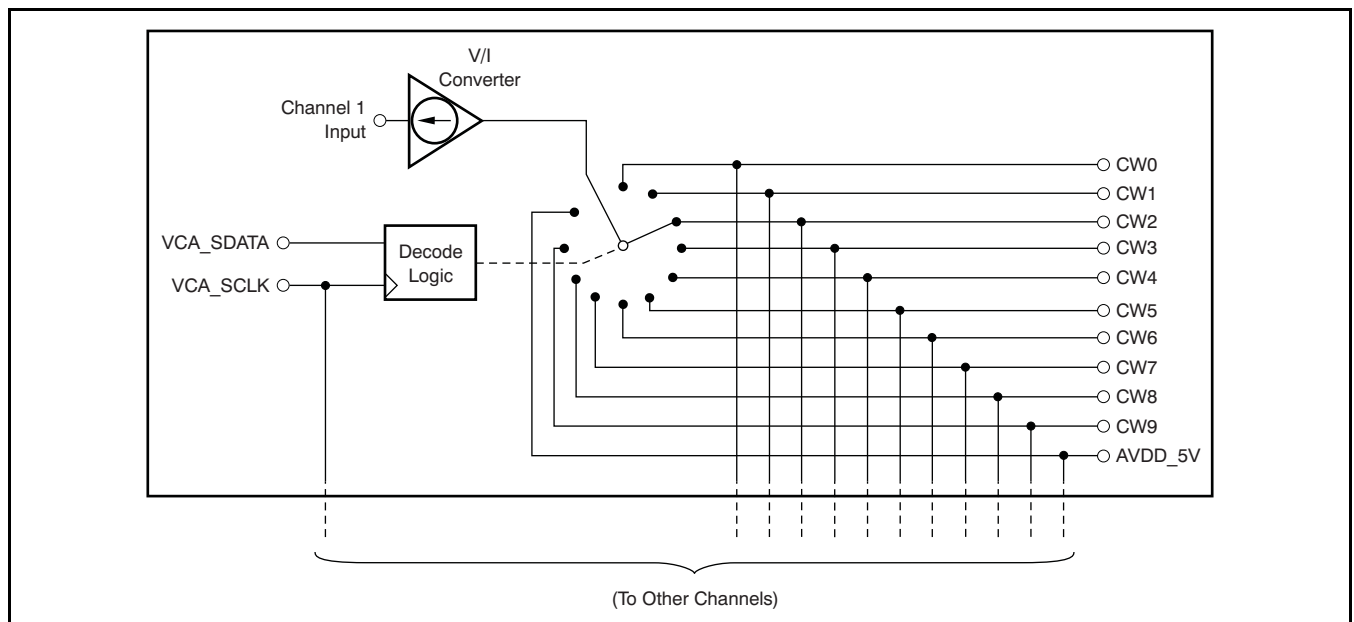 V/I
Converter
Channel 1
Input
VCA_SDATA
VCA_SCLK
Decode
Logic
CW0
CW1
CW2
CW3
CW4
CW5
CW6
CW7
CW8
CW9
AVDD_5V
(To Other Channels)